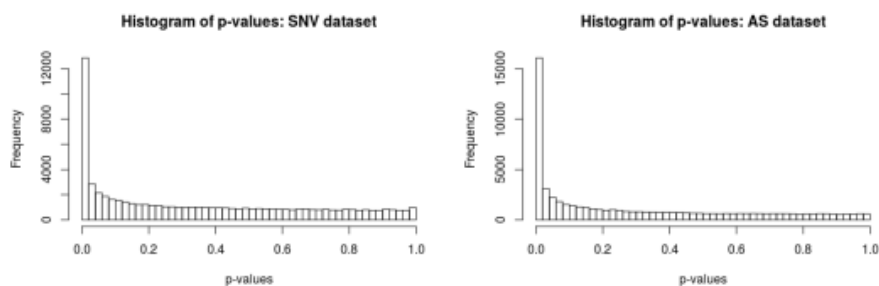 Histogram of p-values: SNV dataset
Frequency
0 4000 8000 12000
0.0 0.2 0.4 0.6 0.8 1.0
p-values
Histogram of p-values: AS dataset
Frequency
0 5000 10000 15000
0.0 0.2 0.4 0.6 0.8 1.0
p-values